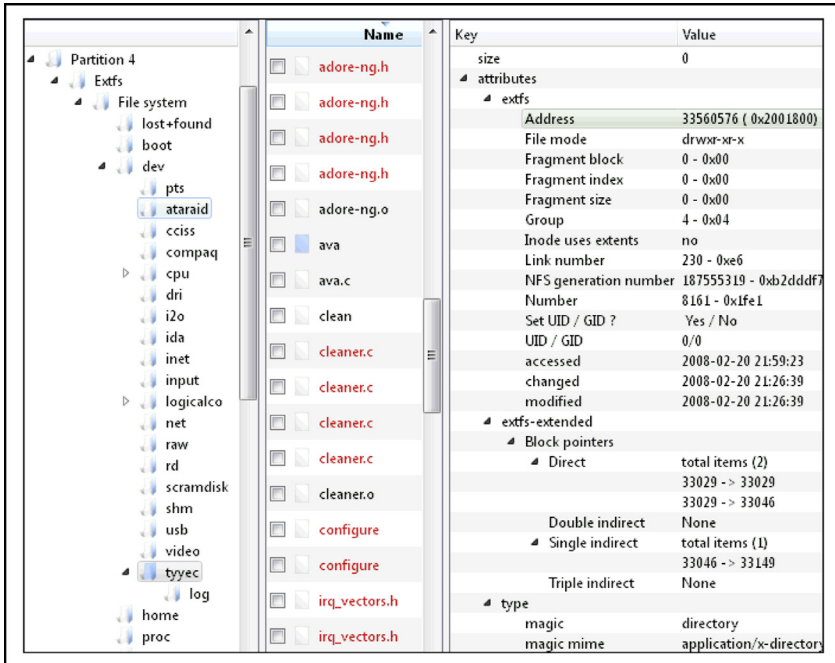 Partition 4
Extfs
File system
lost+found
boot
dev
pts
ataraid
cciss
compaq
cpu
dri
i2o
ida
inet
input
logicalco
net
raw
rd
scramdisk
shm
usb
video
tyyec
log
home
proc
Name
adore-ng.h
adore-ng.h
adore-ng.h
adore-ng.h
adore-ng.o
ava
ava.c
clean
cleaner.c
cleaner.c
cleaner.c
cleaner.c
cleaner.o
configure
configure
irq_vectors.h
irq_vectors.h
Key Value
size 0
attributes
extfs
Address 33560576 ( 0x2001800)
File mode drwxr-xr-x
Fragment block 0 - 0x00
Fragment index 0 - 0x00
Fragment size 0 - 0x00
Group 4 - 0x04
Inode uses extents no
Link number 230 - 0xe6
NFS generation number 187555319 - 0xb2dddf7
Number 8161 - 0x1fe1
Set UID / GID ? Yes / No
UID / GID 0/0
accessed 2008-02-20 21:59:23
changed 2008-02-20 21:26:39
modified 2008-02-20 21:26:39
extfs-extended
Block pointers
Direct total items (2)
33029 -> 33029
33029 -> 33046
Double indirect None
Single indirect total items (1)
33046 -> 33149
Triple indirect None
type
magic directory
magic mime application/x-directory